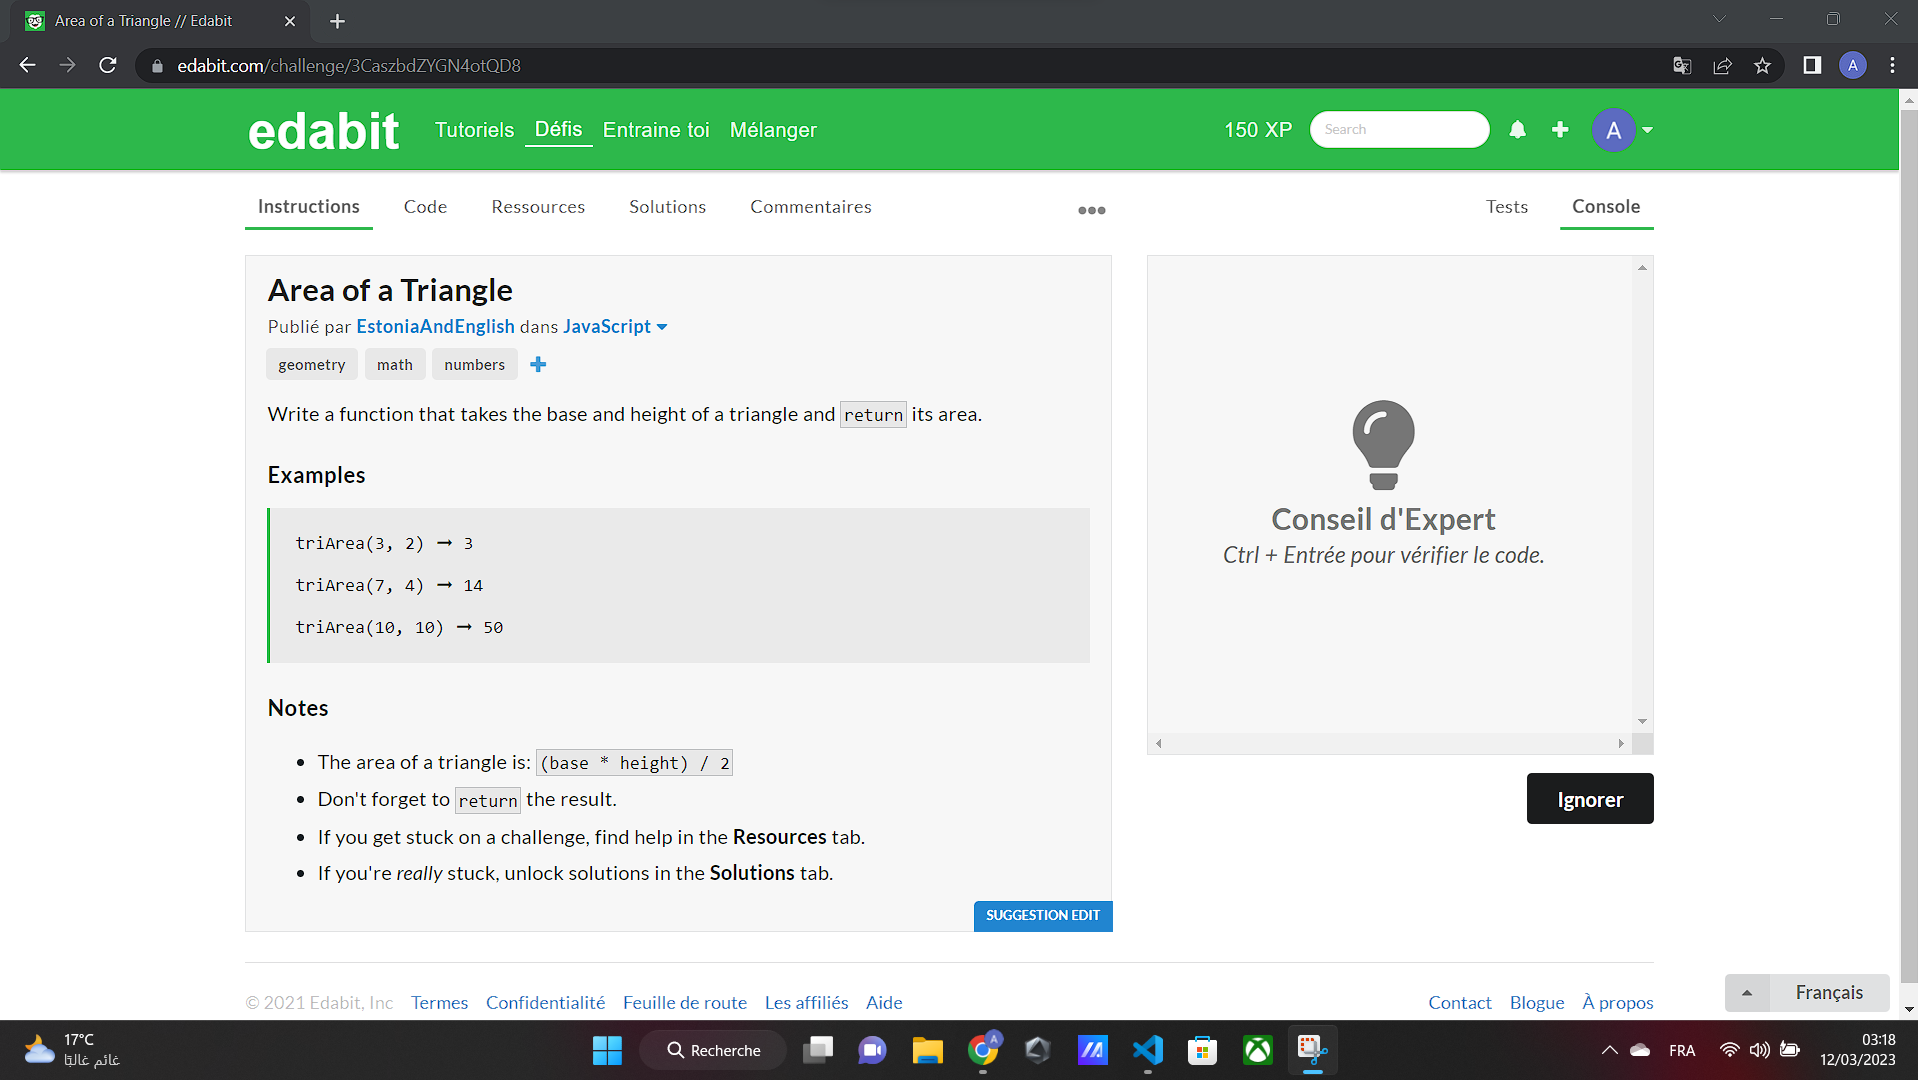 Area of a Triangle // Edabit
edabit.com/challenge/3CaszbdZYGN4otQD8
A
edabit
Tutoriels Défis Entraine toi Mélanger
150 XP Search A
Instructions Code Ressources Solutions Commentaires
Tests Console
Area of a Triangle
Publié par EstoniaAndEnglish dans JavaScript
geometry math numbers
Write a function that takes the base and height of a triangle and return its area.
Examples
triArea(3, 2) ➞ 3
triArea(7, 4) ➞ 14
triArea(10, 10) ➞ 50
Notes
• The area of a triangle is: (base * height) / 2
• Don't forget to return the result.
• If you get stuck on a challenge, find help in the Resources tab.
• If you're really stuck, unlock solutions in the Solutions tab.
SUGGESTION EDIT
Conseil d'Expert
Ctrl + Entrée pour vérifier le code.
Ignorer
© 2021 Edabit, Inc Termes Confidentialité Feuille de route Les affiliés Aide
Contact Blogue À propos
Français
17°C
غائم غالبًا
Recherche
A
FRA
03:18
12/03/2023